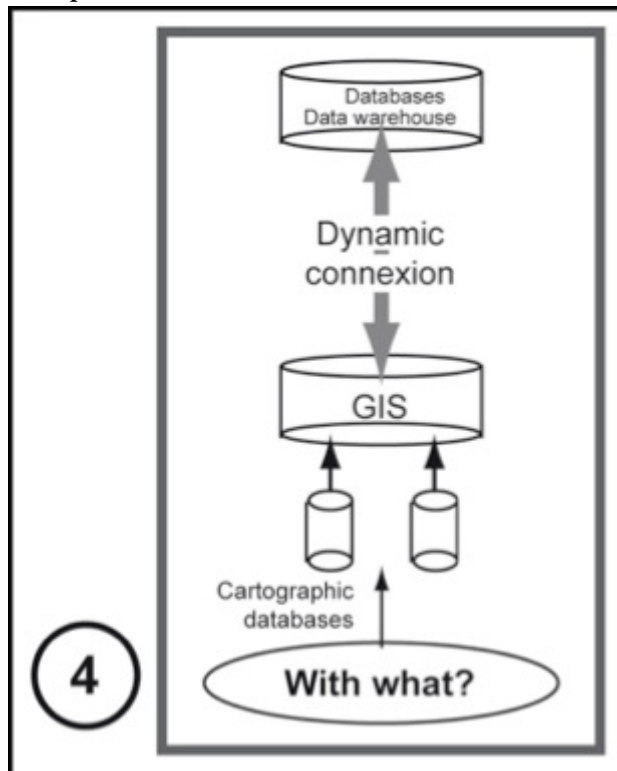 Databases
Data warehouse
Dynamic
connexion
GIS
Cartographic
databases
4
With what?